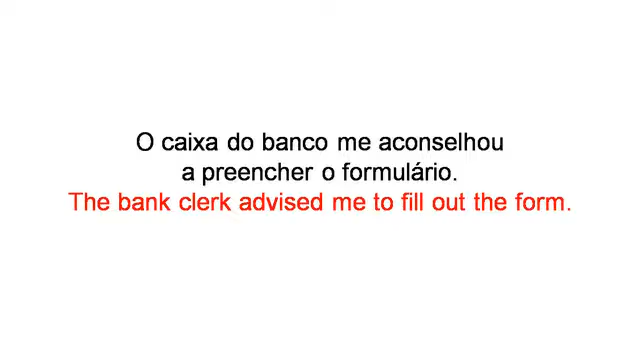 O caixa do banco me aconselhou
a preencher o formulário.
The bank clerk advised me to fill out the form.